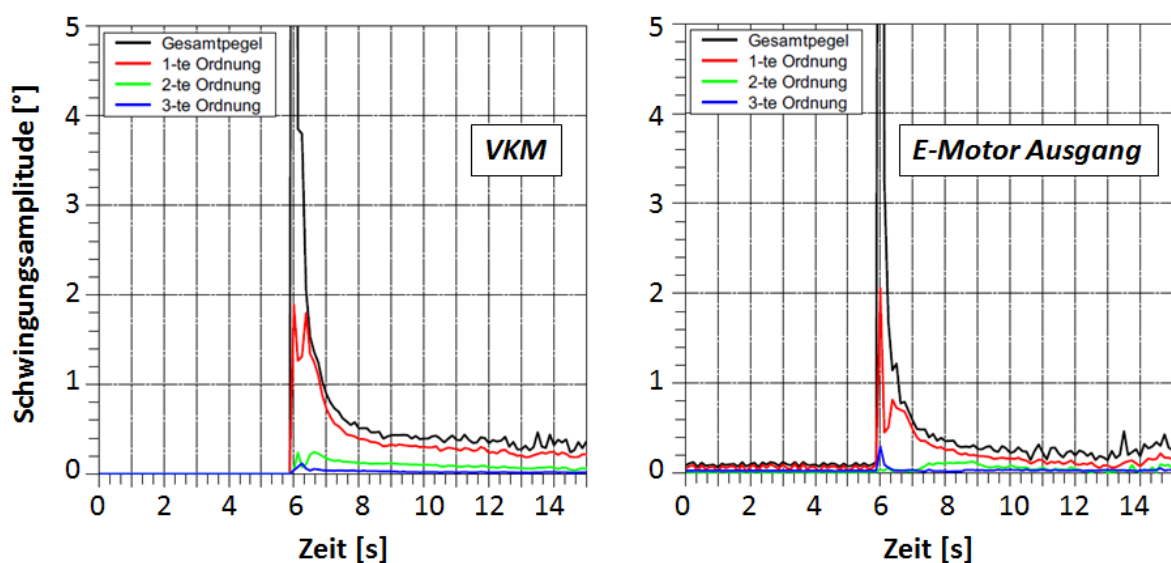 Schwingungsamplitude [°]
5
4
3
2
1
0
Gesamtpegel
1-te Ordnung
2-te Ordnung
3-te Ordnung
VKM
0 2 4 6 8 10 12 14
Zeit [s]
5
4
3
2
1
0
Gesamtpegel
1-te Ordnung
2-te Ordnung
3-te Ordnung
E-Motor Ausgang
0 2 4 6 8 10 12 14
Zeit [s]